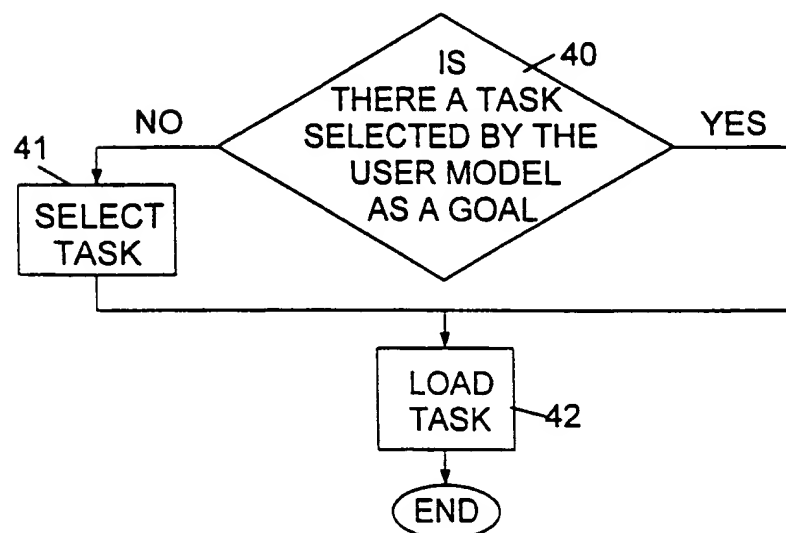 IS
40
THERE A TASK
NO
SELECTED BY THE
YES
41
USER MODEL
SELECT
AS A GOAL
TASK
LOAD
TASK
42
END